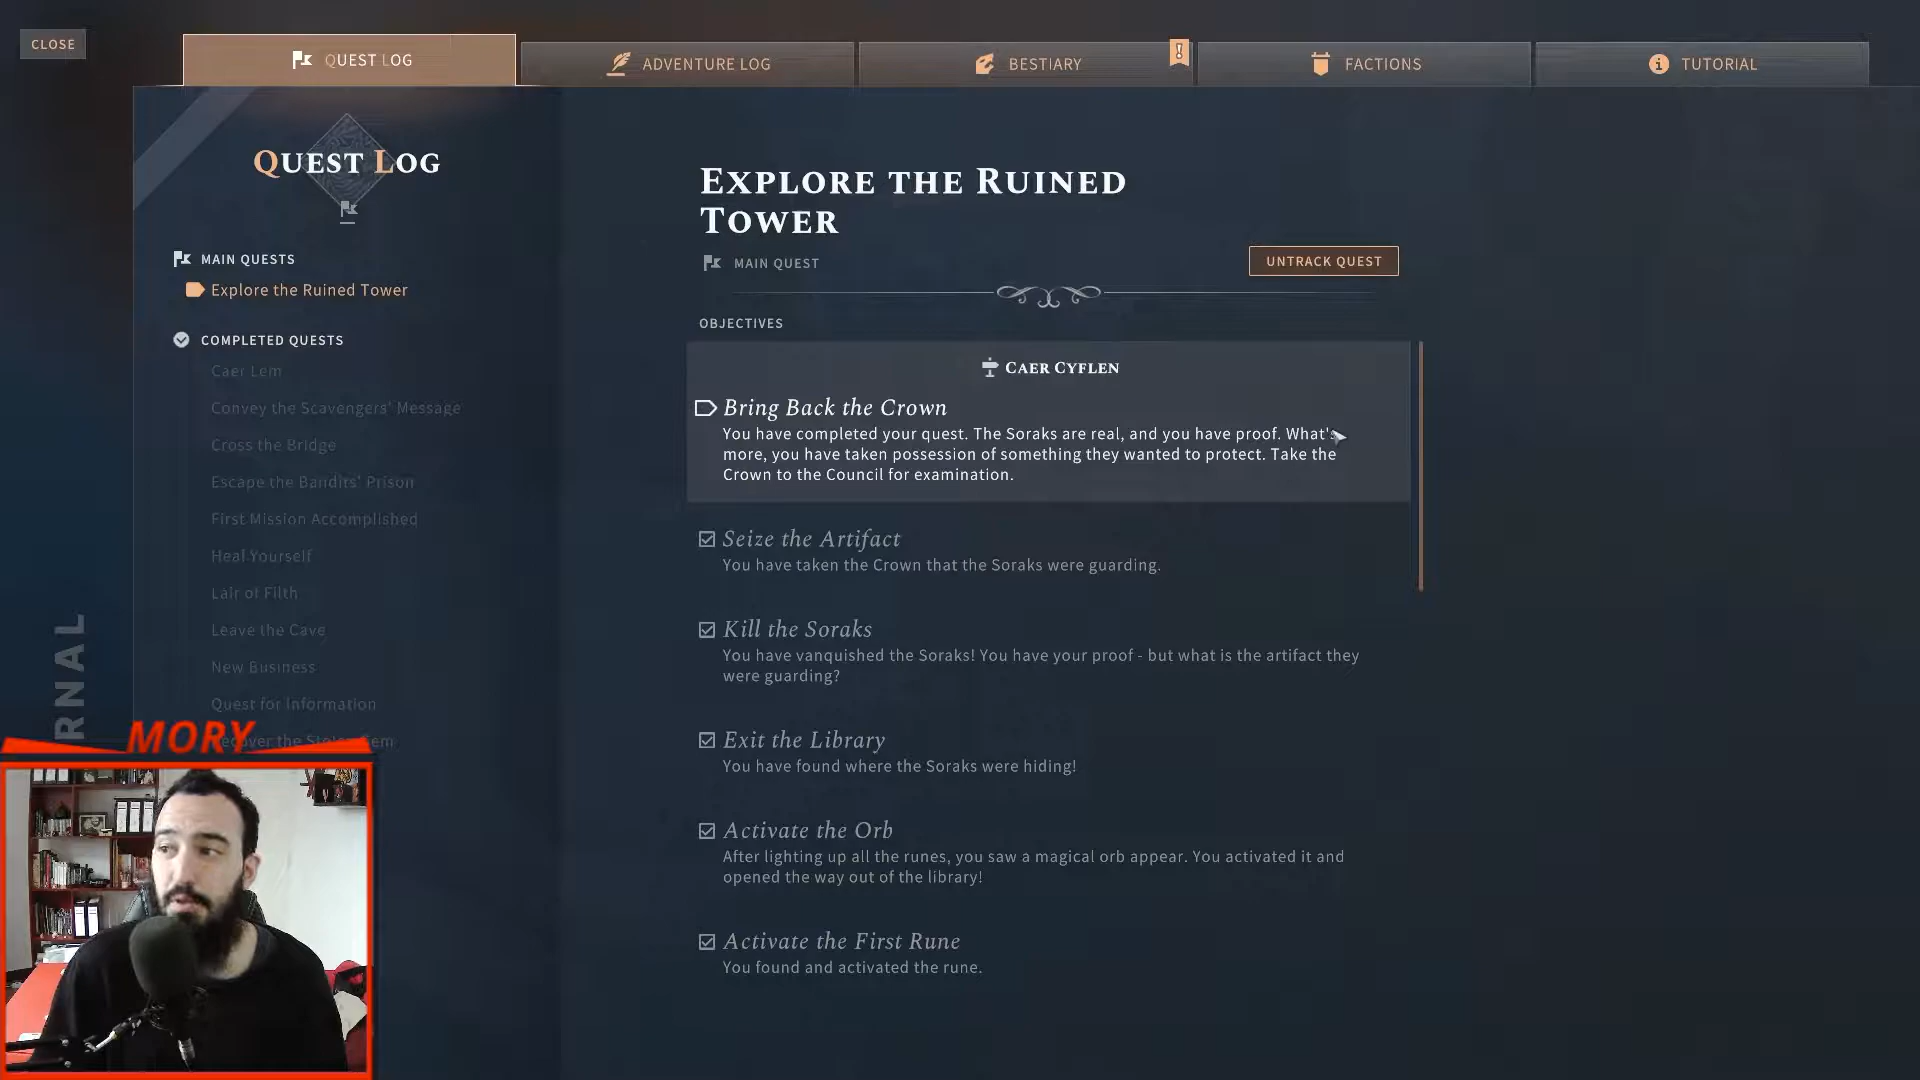 CLOSE
QUEST LOG
ADVENTURE LOG
BESTIARY
FACTIONS
TUTORIAL
QUEST LOG
MAIN QUESTS
Explore the Ruined Tower
COMPLETED QUESTS
Caer Lem
Convey the Scavengers' Message
Cross the Bridge
Escape the Bandits' Prison
First Mission Accomplished
Heal Yourself
Lair of Filth
Leave the Cave
New Business
Quest for Information
the
RNAL
MORY
EXPLORE THE RUINED
TOWER
MAIN QUEST
UNTRACK QUEST
OBJECTIVES
CAER CYFLEN
Bring Back the Crown
You have completed your quest. The Soraks are real, and you have proof. What's
more, you have taken possession of something they wanted to protect. Take the
Crown to the Council for examination.
Seize the Artifact
You have taken the Crown that the Soraks were guarding.
Kill the Soraks
You have vanquished the Soraks! You have your proof - but what is the artifact they
were guarding?
Exit the Library
You have found where the Soraks were hiding!
Activate the Orb
After lighting up all the runes, you saw a magical orb appear. You activated it and
opened the way out of the library!
Activate the First Rune
You found and activated the rune.